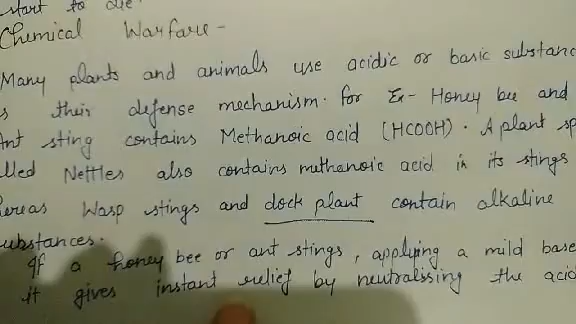 start to die.
Chemical Warfare -
Many plants and animals use acidic or basic substanc
s their defense mechanism. for Ex- Honey bee and
Ant sting contains Methanoic acid (HCOOH). A plant sp
lled Nettles also contains methanoic acid in its stings
ereas Wasp stings and dock plant contain alkaline
ubstances.
If a honey bee or ant stings, applying a mild base
it gives instant relief by neutralising the acid